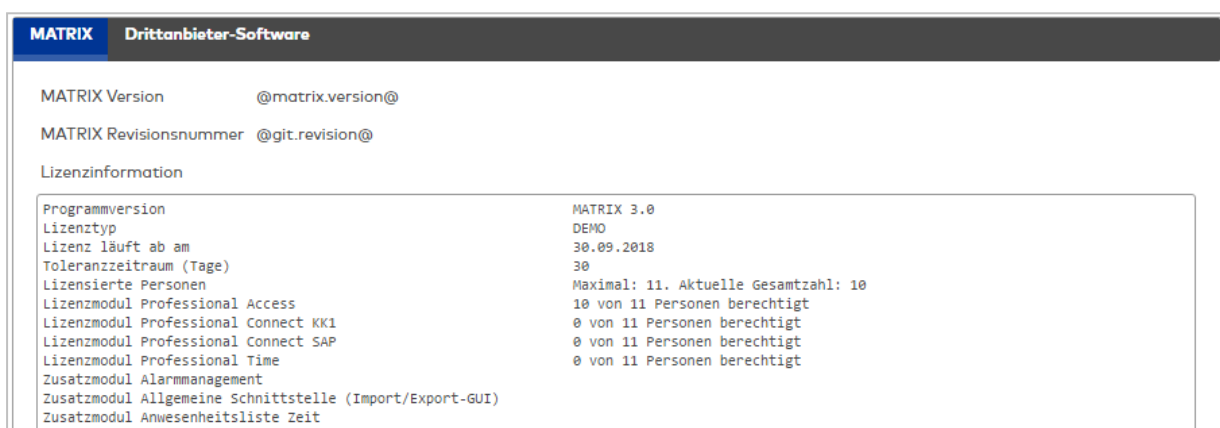 MATRIX Drittanbieter-Software
MATRIX Version @matrix.version@
MATRIX Revisionsnummer @git.revision@
Lizenzinformation
Programmversion MATRIX 3.0
Lizenztyp DEMO
Lizenz läuft ab am 30.09.2018
Toleranzzeitraum (Tage) 30
Lizensierte Personen Maximal: 11. Aktuelle Gesamtzahl: 10
Lizenzmodul Professional Access 10 von 11 Personen berechtigt
Lizenzmodul Professional Connect KK1 0 von 11 Personen berechtigt
Lizenzmodul Professional Connect SAP 0 von 11 Personen berechtigt
Lizenzmodul Professional Time 0 von 11 Personen berechtigt
Zusatzmodul Alarmmanagement
Zusatzmodul Allgemeine Schnittstelle (Import/Export-GUI)
Zusatzmodul Anwesenheitsliste Zeit